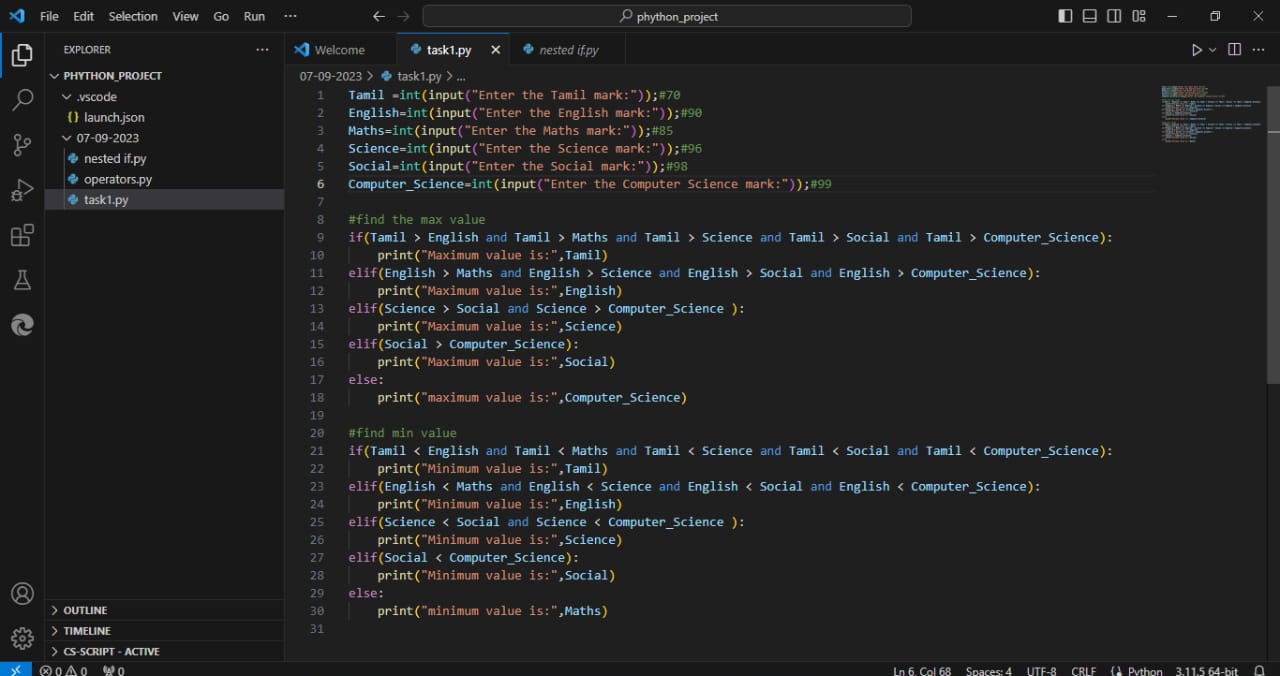 File Edit Selection View Go Run ···
phython_project
EXPLORER ···
PHYTHON_PROJECT
.vscode
{} launch.json
07-09-2023
nested if.py
operators.py
task1.py
OUTLINE
TIMELINE
CS-SCRIPT - ACTIVE
Welcome task1.py nested if.py
07-09-2023 > task1.py > ...
1 Tamil =int(input("Enter the Tamil mark:"));#70
2 English=int(input("Enter the English mark:"));#90
3 Maths=int(input("Enter the Maths mark:"));#85
4 Science=int(input("Enter the Science mark:"));#96
5 Social=int(input("Enter the Social mark:"));#98
6 Computer_Science=int(input("Enter the Computer Science mark:"));#99
7
8 #find the max value
9 if(Tamil > English and Tamil > Maths and Tamil > Science and Tamil > Social and Tamil > Computer_Science):
10 print("Maximum value is:",Tamil)
11 elif(English > Maths and English > Science and English > Social and English > Computer_Science):
12 print("Maximum value is:",English)
13 elif(Science > Social and Science > Computer_Science ):
14 print("Maximum value is:",Science)
15 elif(Social > Computer_Science):
16 print("Maximum value is:",Social)
17 else:
18 print("maximum value is:",Computer_Science)
19
20 #find min value
21 if(Tamil < English and Tamil < Maths and Tamil < Science and Tamil < Social and Tamil < Computer_Science):
22 print("Minimum value is:",Tamil)
23 elif(English < Maths and English < Science and English < Social and English < Computer_Science):
24 print("Minimum value is:",English)
25 elif(Science < Social and Science < Computer_Science ):
26 print("Minimum value is:",Science)
27 elif(Social < Computer_Science):
28 print("Minimum value is:",Social)
29 else:
30 print("minimum value is:",Maths)
31
0 0 0 Ln 6, Col 68 Spaces: 4 UTF-8 CRLF Python 3.11.5 64-bit